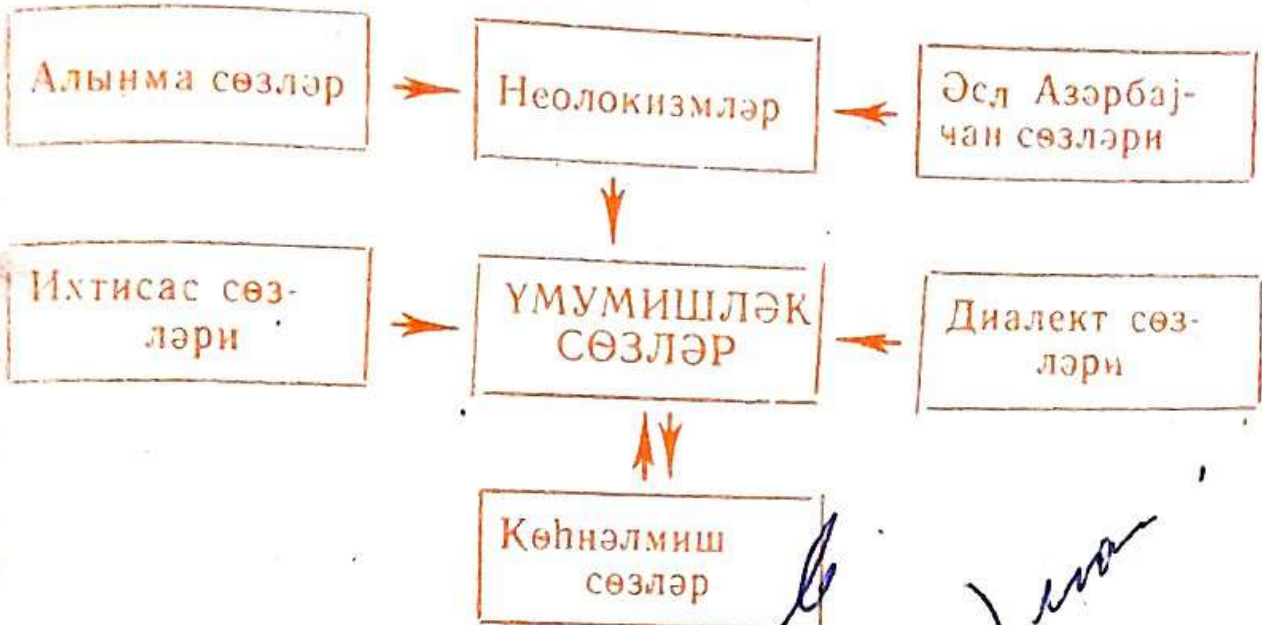 Алынма сөзләр
Неолокизмләр
Әсл Азәрбај-
чан сөзләри
Ихтисас сөз-
ләри
ҮМУМИШЛӘК
СӨЗЛӘР
Диалект сөз-
ләри
Көһнәлмиш
сөзләр